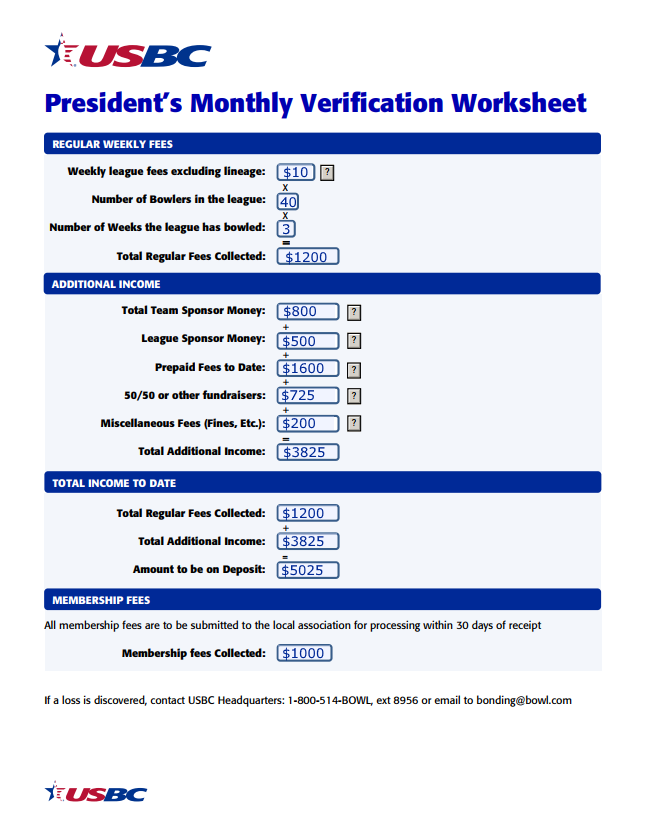 USBC
President's Monthly Verification Worksheet
REGULAR WEEKLY FEES
Weekly league fees excluding lineage: $10 ?
X
Number of Bowlers in the league: 40
X
Number of Weeks the league has bowled: 3
=
Total Regular Fees Collected: $1200
ADDITIONAL INCOME
Total Team Sponsor Money: $800 ?
+
League Sponsor Money: $500 ?
+
Prepaid Fees to Date: $1600 ?
+
50/50 or other fundraisers: $725 ?
+
Miscellaneous Fees (Fines, Etc.): $200 ?
=
Total Additional Income: $3825
TOTAL INCOME TO DATE
Total Regular Fees Collected: $1200
+
Total Additional Income: $3825
=
Amount to be on Deposit: $5025
MEMBERSHIP FEES
All membership fees are to be submitted to the local association for processing within 30 days of receipt
Membership fees Collected: $1000
If a loss is discovered, contact USBC Headquarters: 1-800-514-BOWL, ext 8956 or email to bonding@bowl.com
USBC